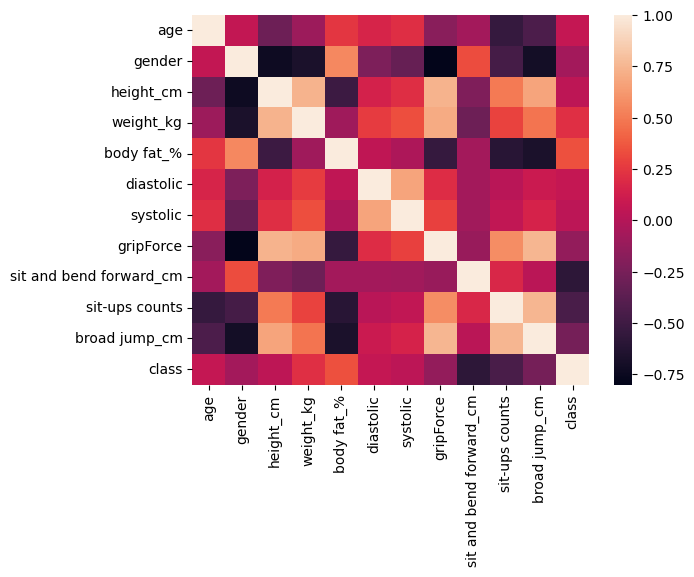 age
gender
height_cm
weight_kg
body fat_%
diastolic
systolic
gripForce
sit and bend forward_cm
sit-ups counts
broad jump_cm
class
age
gender
height_cm
weight_kg
body fat_%
diastolic
systolic
gripForce
sit and bend forward_cm
sit-ups counts
broad jump_cm
class
1.00
0.75
0.50
0.25
0.00
−0.25
−0.50
−0.75